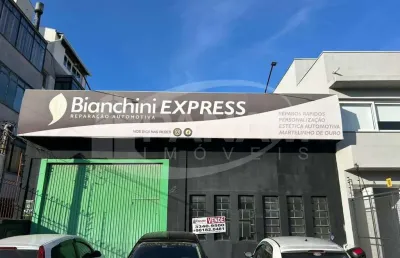 Bianchini EXPRESS
REPARAÇÃO AUTOMOTIVA
REPAROS RÁPIDOS
PERSONALIZAÇÃO
ESTÉTICA AUTOMOTIVA
MARTELINHO DE OURO
VENDE
IMÓVEIS